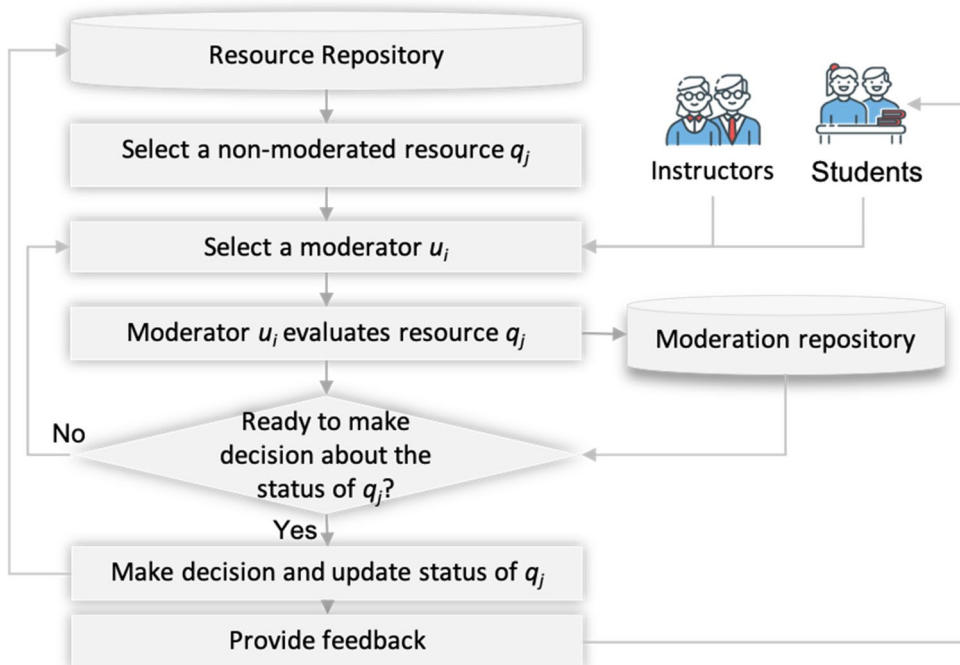 Resource Repository
Select a non-moderated resource qj
Instructors
Students
Select a moderator ui
Moderator ui evaluates resource qj
Moderation repository
Ready to make
decision about the
status of qj?
No
Yes
Make decision and update status of qj
Provide feedback